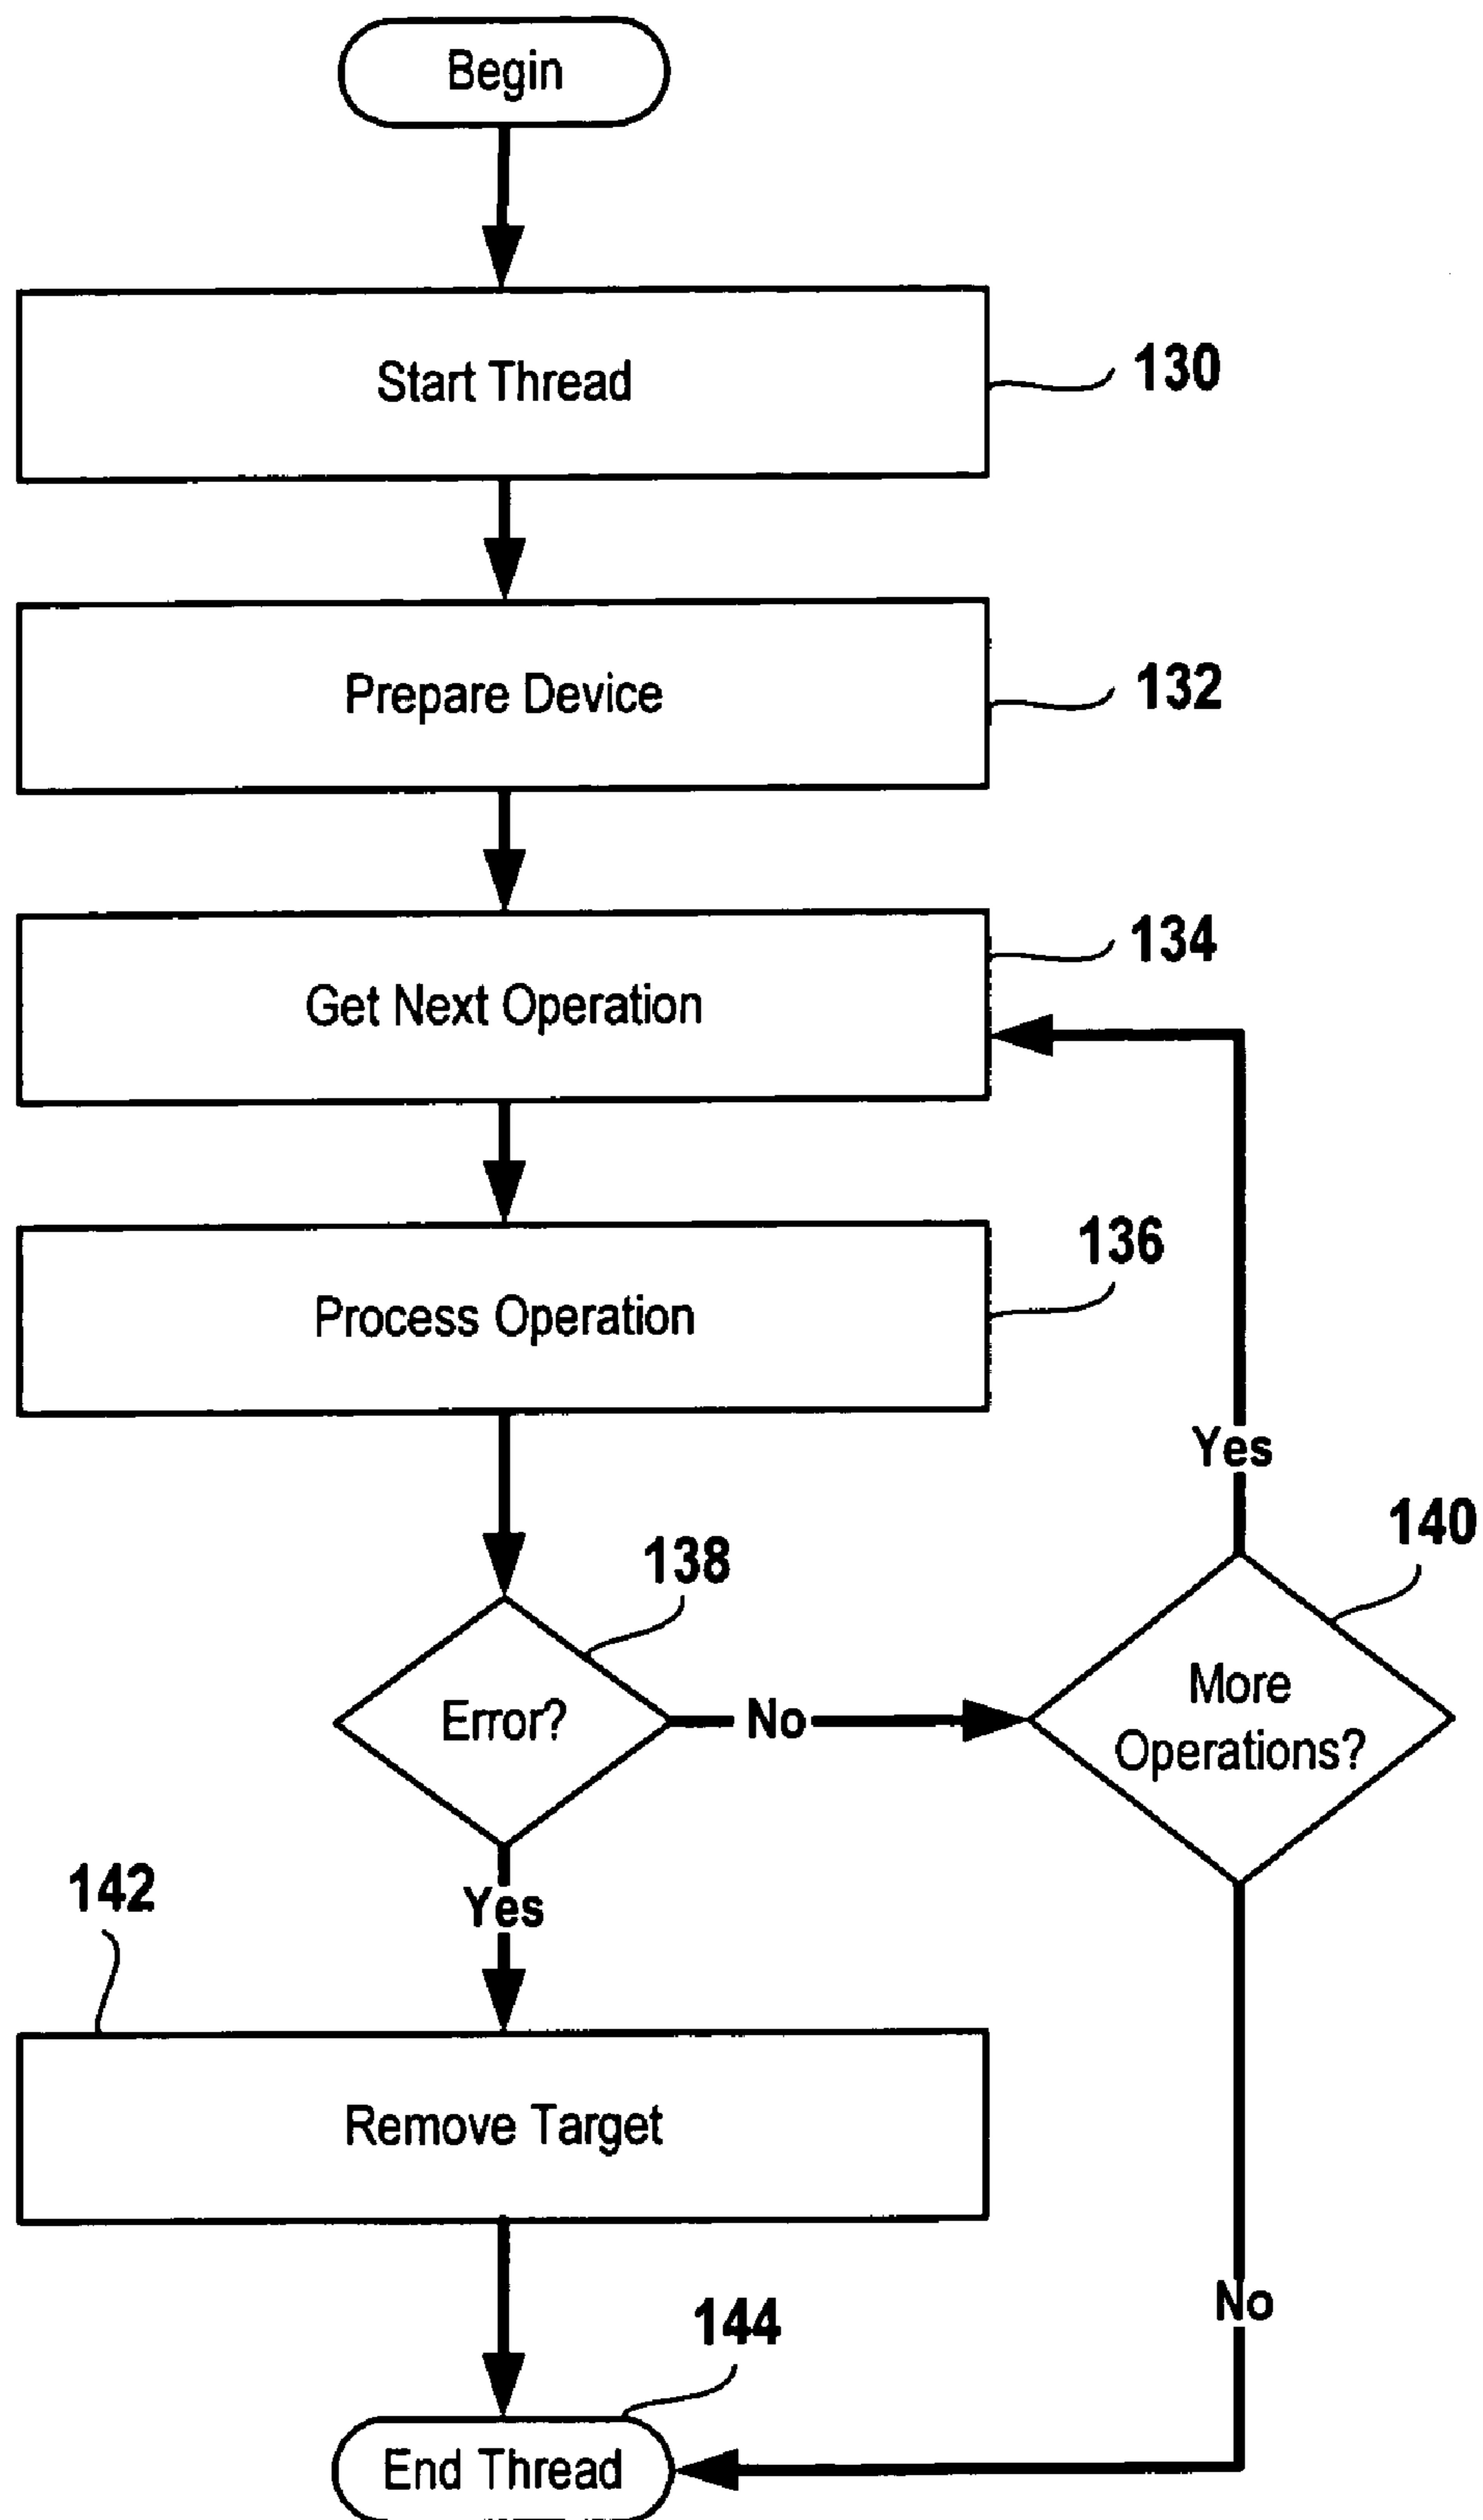 Begin
Start Thread
130
Prepare Device
132
134
Get Next Operation
136
Process Operation
Yes
140
138
Error?
No
More
Operations?
142
Yes
Remove Target
No
144
End Thread